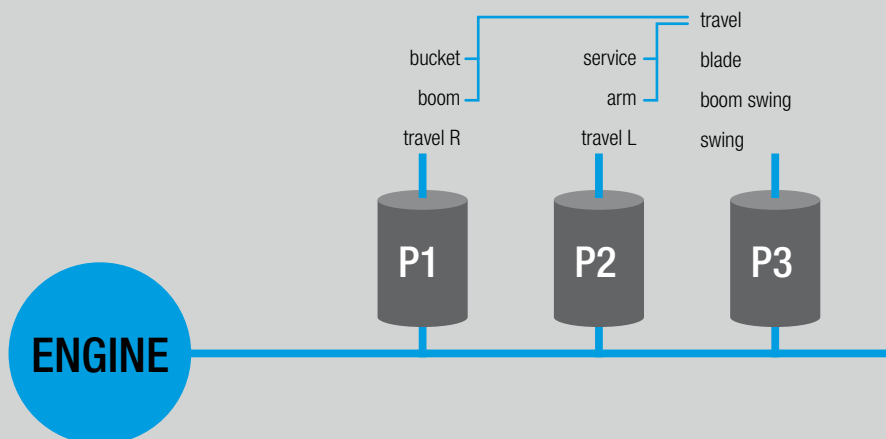 travel
bucket service blade
boom arm boom swing
travel R travel L swing
P1 P2 P3
ENGINE